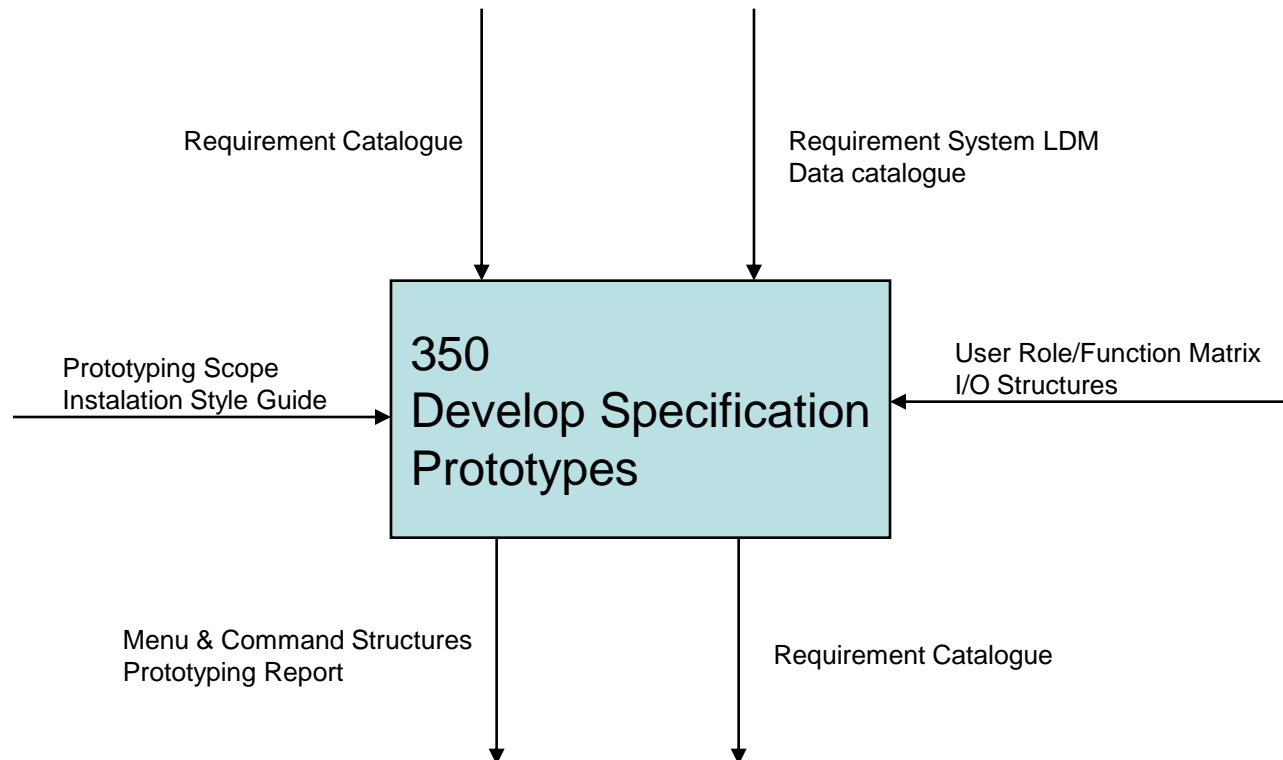 Requirement Catalogue
Requirement System LDM
Data catalogue
Prototyping Scope
Instalation Style Guide
350
Develop Specification
Prototypes
User Role/Function Matrix
I/O Structures
Menu & Command Structures
Prototyping Report
Requirement Catalogue